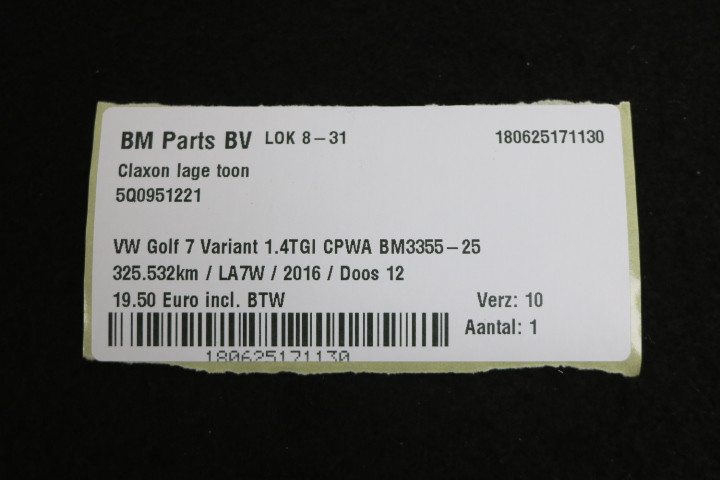 BM Parts BV LOK 8-31 180625171130
Claxon lage toon
5Q0951221
VW Golf 7 Variant 1.4TGI CPWA BM3355-25
325.532km / LA7W / 2016 / Doos 12
19.50 Euro incl. BTW Verz: 10
Aantal: 1
180625171130